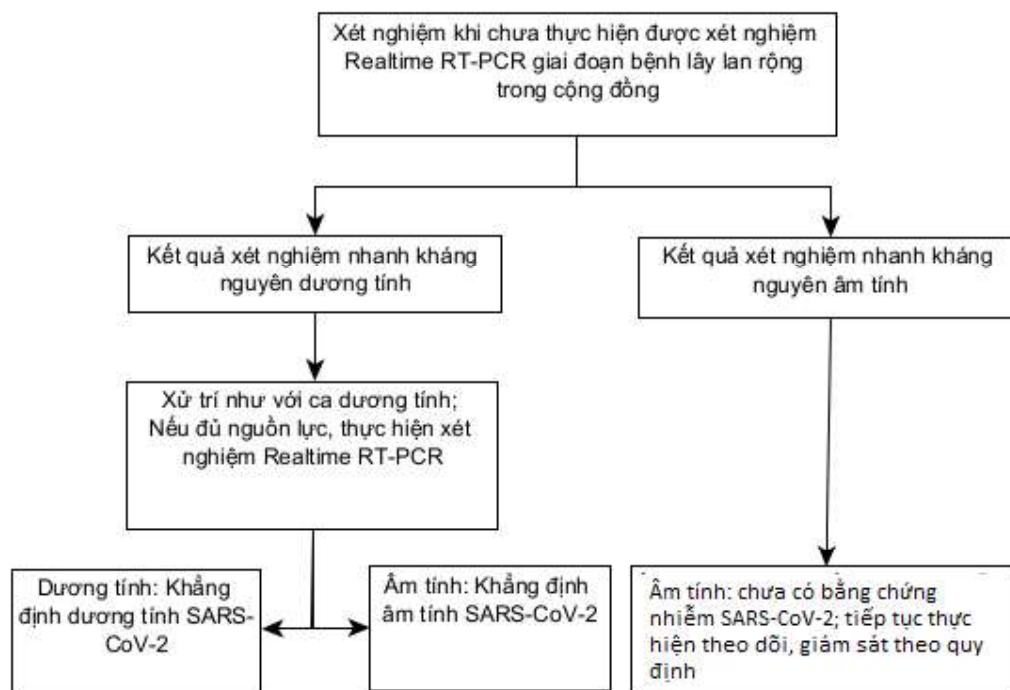 Xét nghiệm khi chưa thực hiện được xét nghiệm
Realtime RT-PCR giai đoạn bệnh lây lan rộng
trong cộng đồng
Kết quả xét nghiệm nhanh kháng
nguyên dương tính
Kết quả xét nghiệm nhanh kháng
nguyên âm tính
Xử trí như với ca dương tính;
Nếu đủ nguồn lực, thực hiện xét
nghiệm Realtime RT-PCR
Dương tính: Khẳng
định dương tính SARS-
CoV-2
Âm tính: Khẳng định
âm tính SARS-CoV-2
Âm tính: chưa có bằng chứng
nhiễm SARS-CoV-2; tiếp tục thực
hiện theo dõi, giám sát theo quy
định